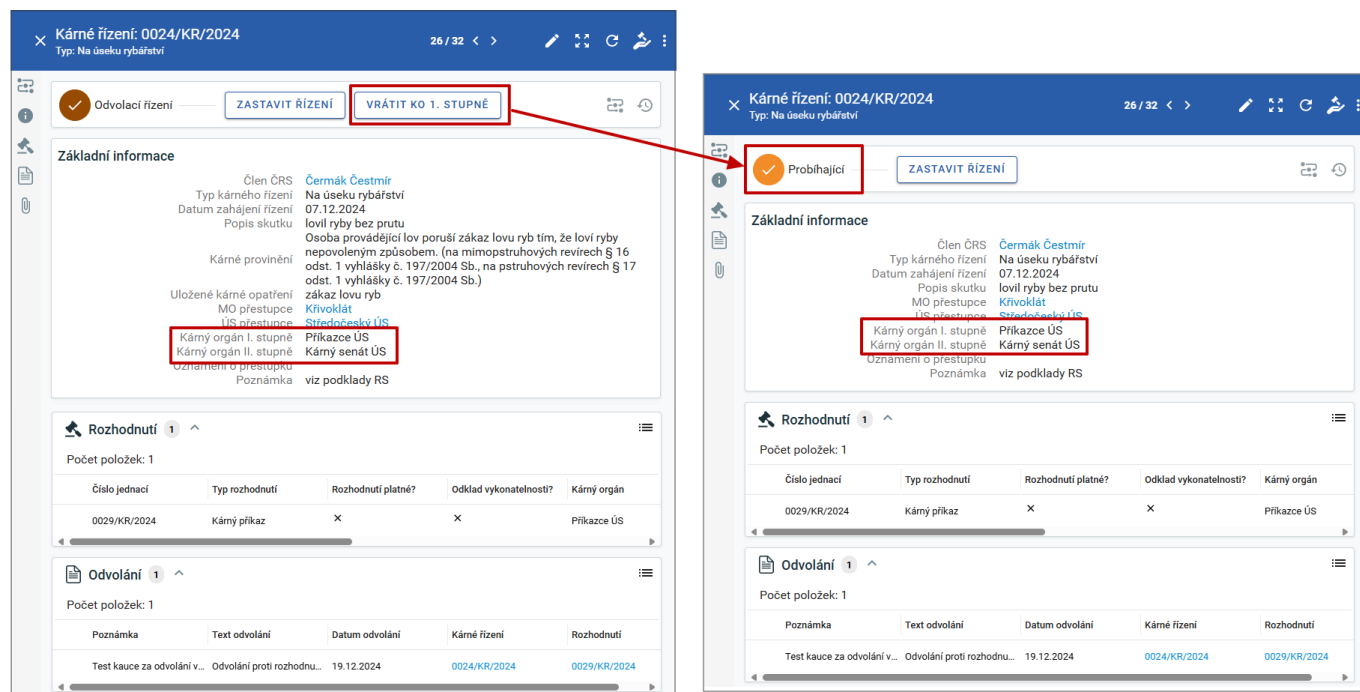 Kárné řízení: 0024/KR/2024
Typ: Na úseku rybářství
26 / 32
Odvolací řízení
ZASTAVIT ŘÍZENÍ
VRÁTIT KO 1. STUPNĚ
Základní informace
Člen ČRS Čermák Čestmír
Typ kárného řízení Na úseku rybářství
Datum zahájení řízení 07.12.2024
Popis skutku lovil ryby bez prutu
Kárné provinění Osoba provádějící lov poruší zákaz lovu ryb tím, že loví ryby
nepovoleným způsobem. (na mimopstruhových revírech § 16
odst. 1 vyhlášky č. 197/2004 Sb., na pstruhových revírech § 17
odst. 1 vyhlášky č. 197/2004 Sb.)
Uložené kárné opatření zákaz lovu ryb
MO přestupce Křivoklát
ÚS přestupce Středočeský ÚS
Kárný orgán I. stupně Příkazce ÚS
Kárný orgán II. stupně Kárný senát ÚS
Oznámení o přestupku
Poznámka viz podklady RS
Rozhodnutí 1
Počet položek: 1
Číslo jednací Typ rozhodnutí Rozhodnutí platné? Odklad vykonatelnosti? Kárný orgán
0029/KR/2024 Kárný příkaz Příkazce ÚS
Odvolání 1
Počet položek: 1
Poznámka Text odvolání Datum odvolání Kárné řízení Rozhodnutí
Test kauce za odvolání v... Odvolání proti rozhodnu... 19.12.2024 0024/KR/2024 0029/KR/2024
Kárné řízení: 0024/KR/2024
Typ: Na úseku rybářství
26 / 32
Probíhající
ZASTAVIT ŘÍZENÍ
Základní informace
Člen ČRS Čermák Čestmír
Typ kárného řízení Na úseku rybářství
Datum zahájení řízení 07.12.2024
Popis skutku lovil ryby bez prutu
MO přestupce Křivoklát
ÚS přestupce Středočeský ÚS
Kárný orgán I. stupně Příkazce ÚS
Kárný orgán II. stupně Kárný senát ÚS
Oznámení o přestupku
Poznámka viz podklady RS
Rozhodnutí 1
Počet položek: 1
Číslo jednací Typ rozhodnutí Rozhodnutí platné? Odklad vykonatelnosti? Kárný orgán
0029/KR/2024 Kárný příkaz Příkazce ÚS
Odvolání 1
Počet položek: 1
Poznámka Text odvolání Datum odvolání Kárné řízení Rozhodnutí
Test kauce za odvolání v... Odvolání proti rozhodnu... 19.12.2024 0024/KR/2024 0029/KR/2024